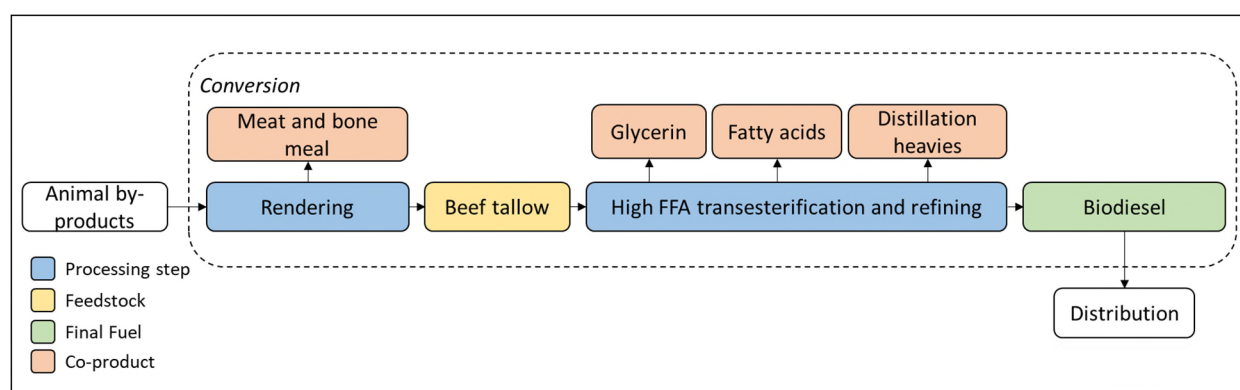 Conversion
Meat and bone
meal
Glycerin
Fatty acids
Distillation
heavies
Animal by-
products
Rendering
Beef tallow
High FFA transesterification and refining
Biodiesel
Processing step
Feedstock
Final Fuel
Co-product
Distribution